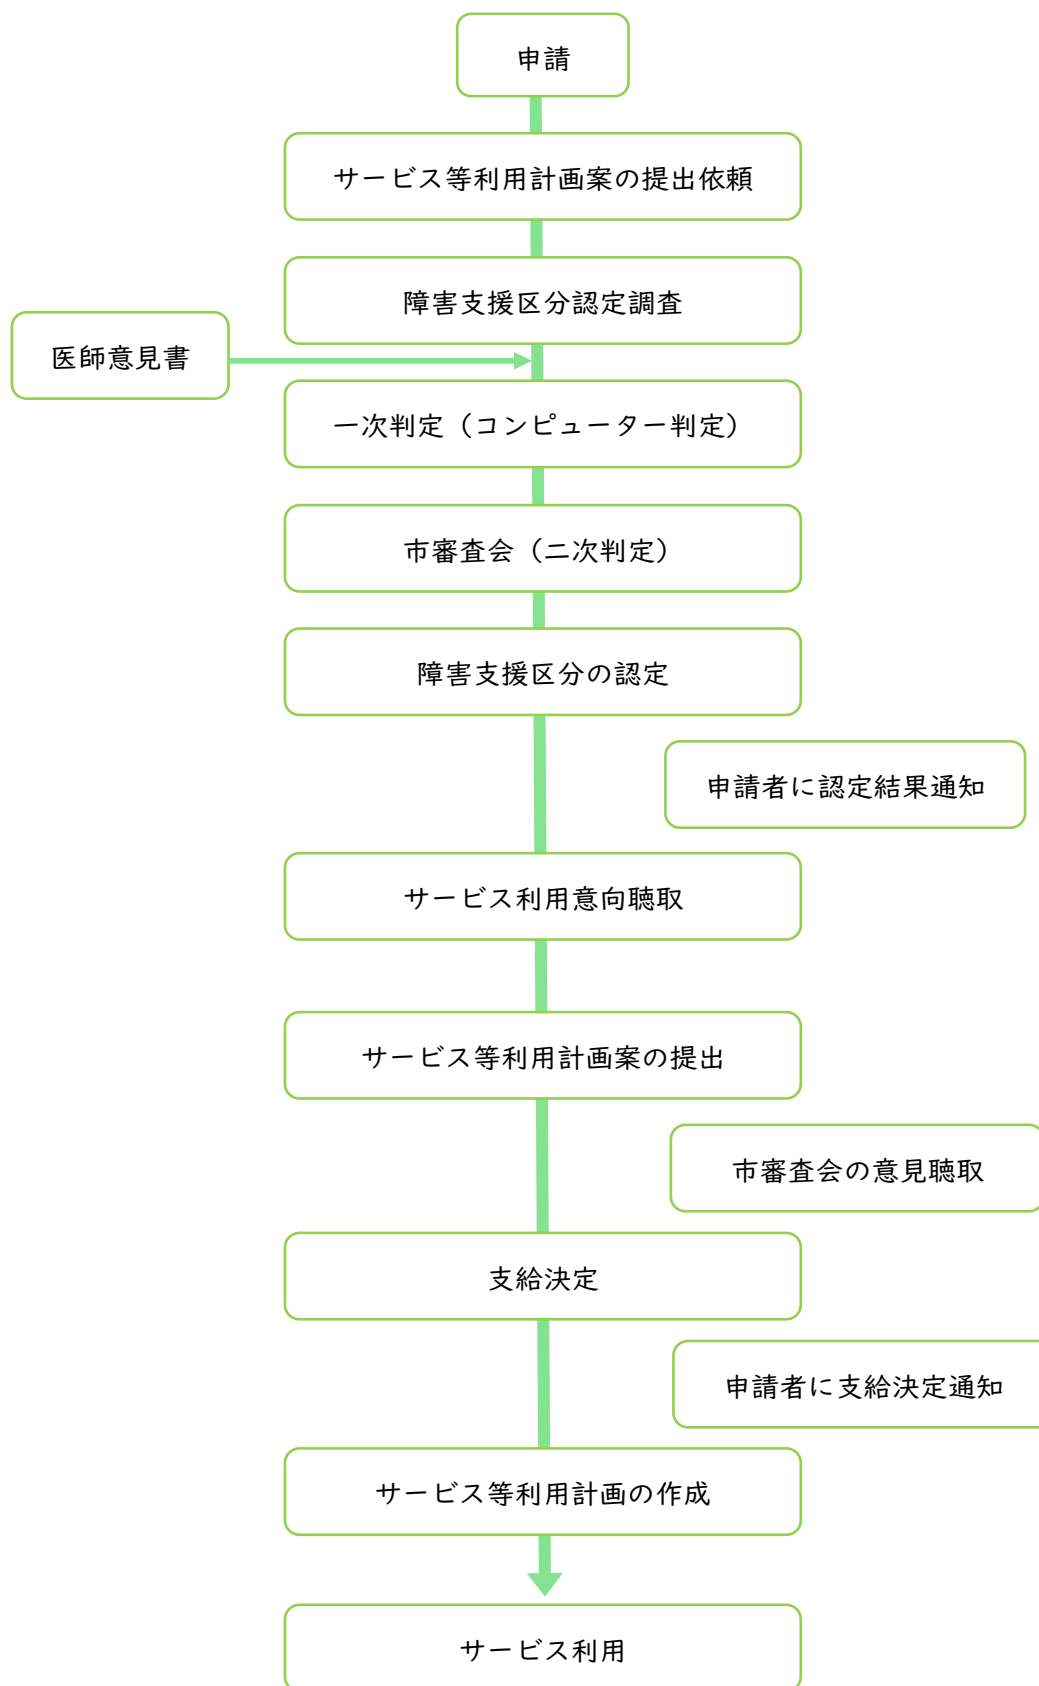 申請
サービス等利用計画案の提出依頼
障害支援区分認定調査
医師意見書
一次判定（コンピューター判定）
市審査会（二次判定）
障害支援区分の認定
申請者に認定結果通知
サービス利用意向聴取
サービス等利用計画案の提出
市審査会の意見聴取
支給決定
申請者に支給決定通知
サービス等利用計画の作成
サービス利用